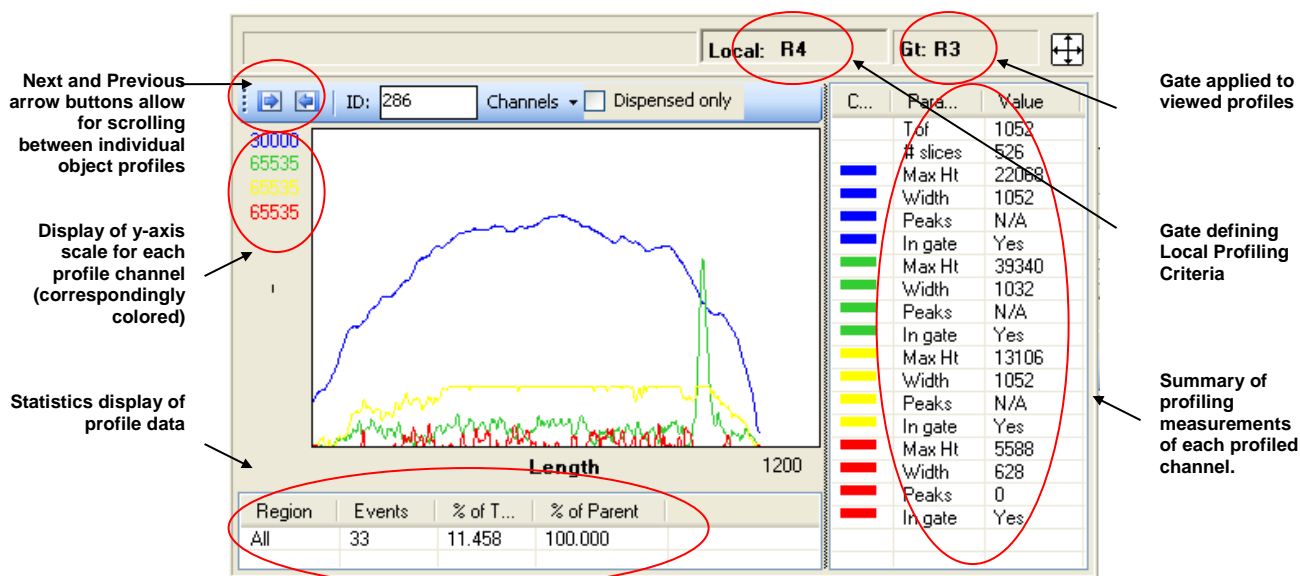 Local: R4
Gt: R3
Next and Previous
arrow buttons allow
for scrolling
between individual
object profiles
ID: 286 Channels Dispensed only
30000
65535
65535
65535
Display of y-axis
scale for each
profile channel
(correspondingly
colored)
Length 1200
Statistics display of
profile data
Region Events % of T... % of Parent
All 33 11.458 100.000
C... Para... Value
Tof 1052
# slices 526
Max Ht 22068
Width 1052
Peaks N/A
In gate Yes
Max Ht 39340
Width 1032
Peaks N/A
In gate Yes
Max Ht 13106
Width 1052
Peaks N/A
In gate Yes
Max Ht 5588
Width 628
Peaks 0
In gate Yes
Gate applied to
viewed profiles
Gate defining
Local Profiling
Criteria
Summary of
profiling
measurements
of each profiled
channel.